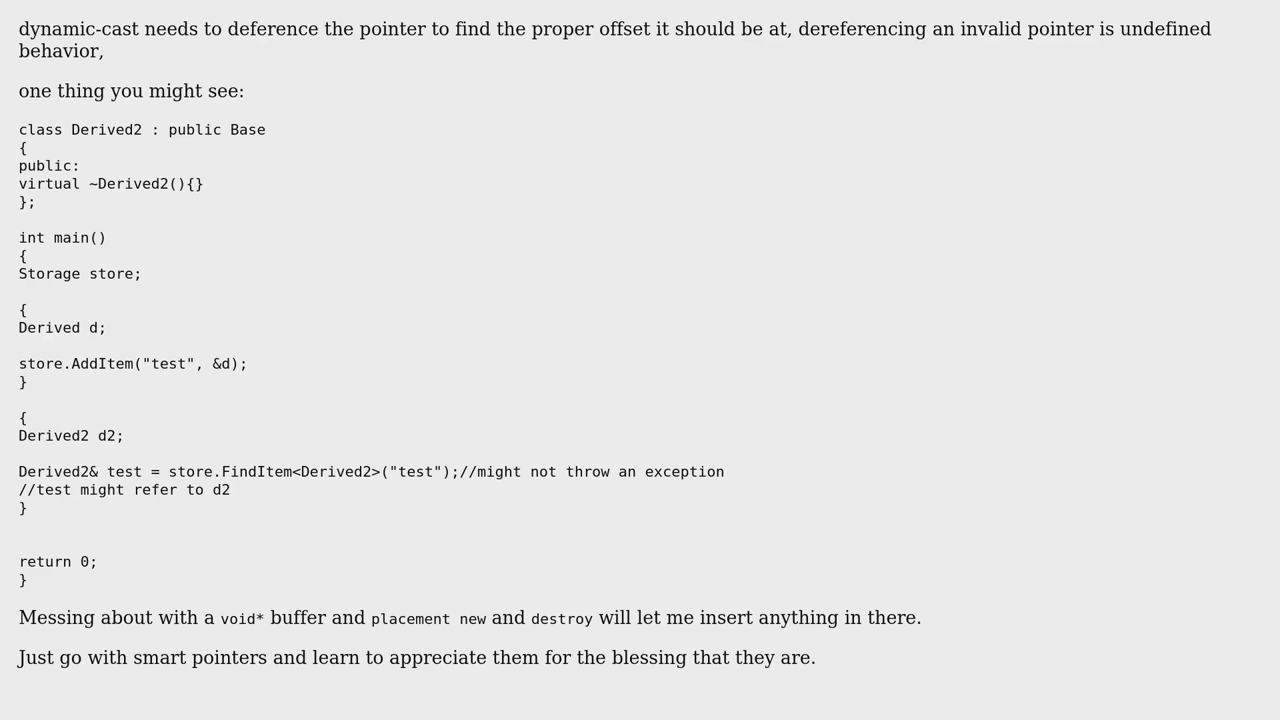 dynamic-cast needs to deference the pointer to find the proper offset it should be at, dereferencing an invalid pointer is undefined
behavior,
one thing you might see:
class Derived2 : public Base
{
public:
virtual ~Derived2(){}
};
int main()
{
Storage store;
{
Derived d;
store.AddItem("test", &d);
}
{
Derived2 d2;
Derived2& test = store.FindItem<Derived2>("test");//might not throw an exception
//test might refer to d2
}
return 0;
}
Messing about with a void* buffer and placement new and destroy will let me insert anything in there.
Just go with smart pointers and learn to appreciate them for the blessing that they are.